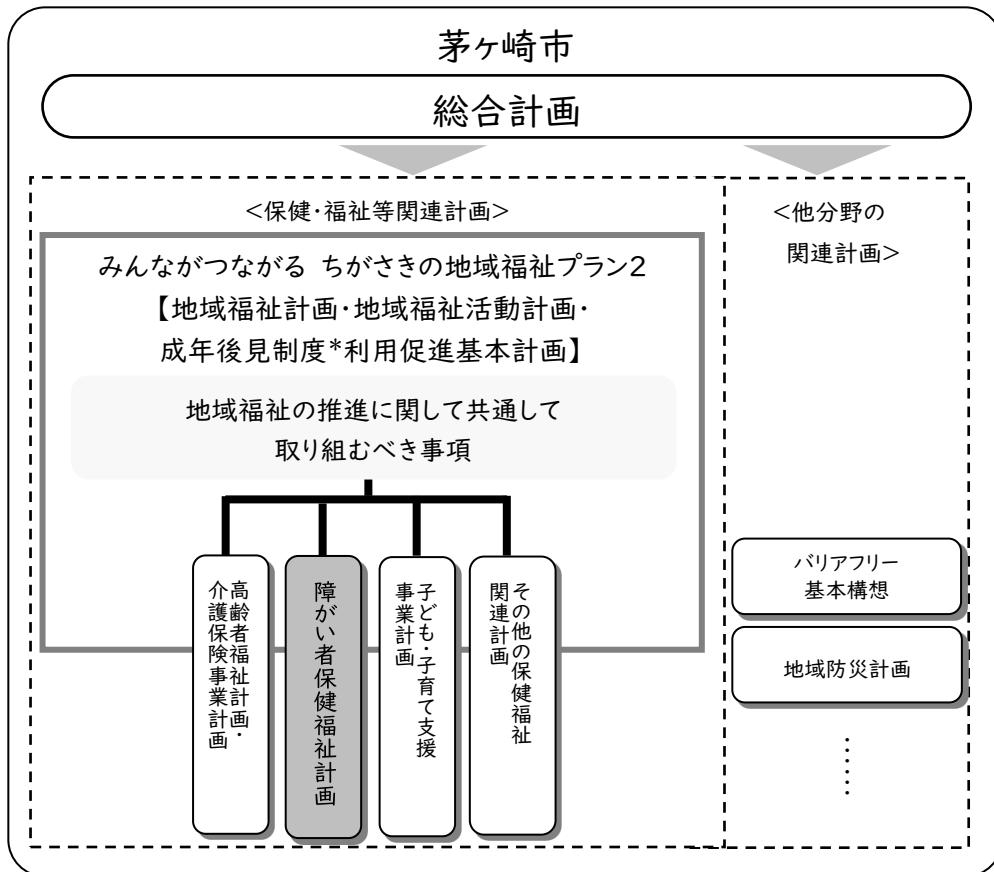 茅ヶ崎市
総合計画
<保健・福祉等関連計画>
みんながつながる ちがさきの地域福祉プラン2
【地域福祉計画・地域福祉活動計画・
成年後見制度*利用促進基本計画】
地域福祉の推進に関して共通して
取り組むべき事項
高齢者福祉計画・
介護保険事業計画
障がい者保健福祉計画
子ども・子育て支援
事業計画
その他の保健福祉
関連計画
<他分野の
関連計画>
バリアフリー
基本構想
地域防災計画
……